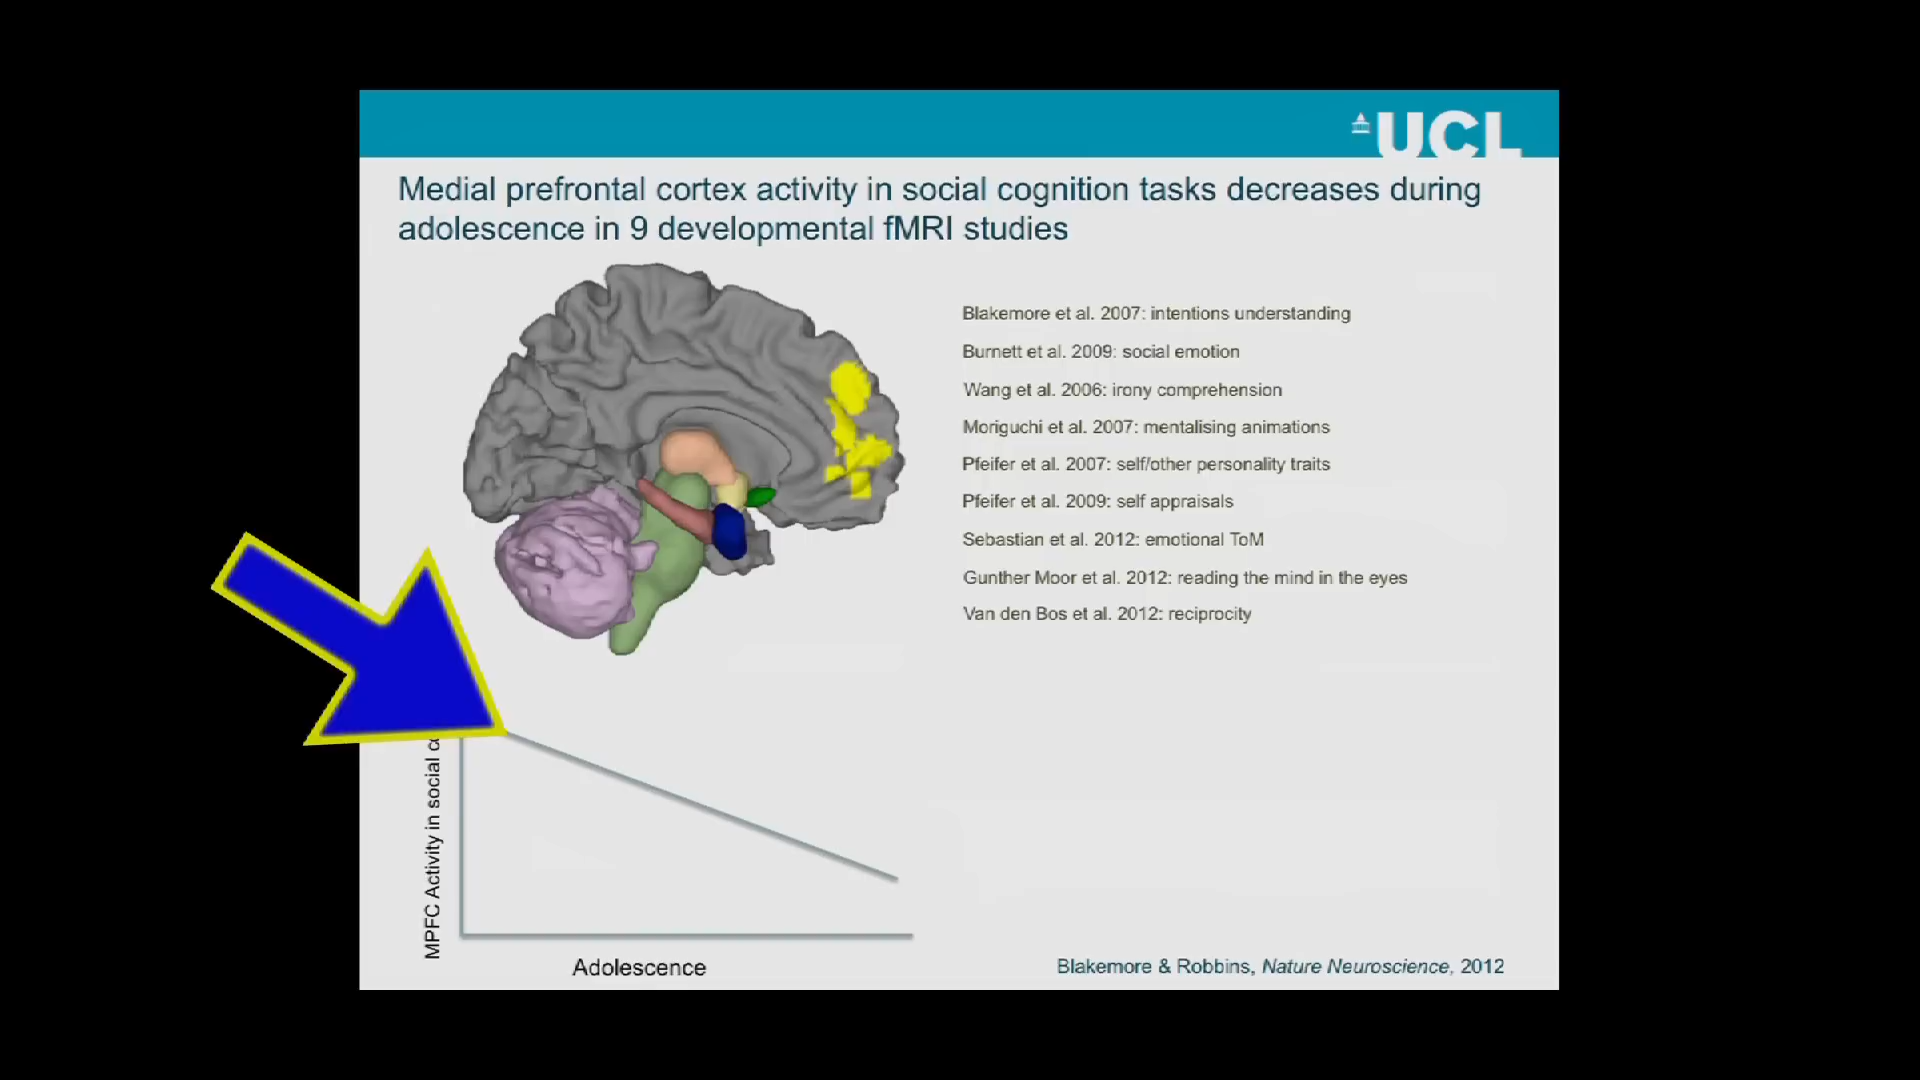 UCL
Medial prefrontal cortex activity in social cognition tasks decreases during
adolescence in 9 developmental fMRI studies
Blakemore et al. 2007: intentions understanding
Burnett et al. 2009: social emotion
Wang et al. 2006: irony comprehension
Moriguchi et al. 2007: mentalising animations
Pfeifer et al. 2007: self/other personality traits
Pfeifer et al. 2009: self appraisals
Sebastian et al. 2012: emotional ToM
Gunther Moor et al. 2012: reading the mind in the eyes
Van den Bos et al. 2012: reciprocity
MPFC Activity in social
Adolescence
Blakemore & Robbins, Nature Neuroscience, 2012